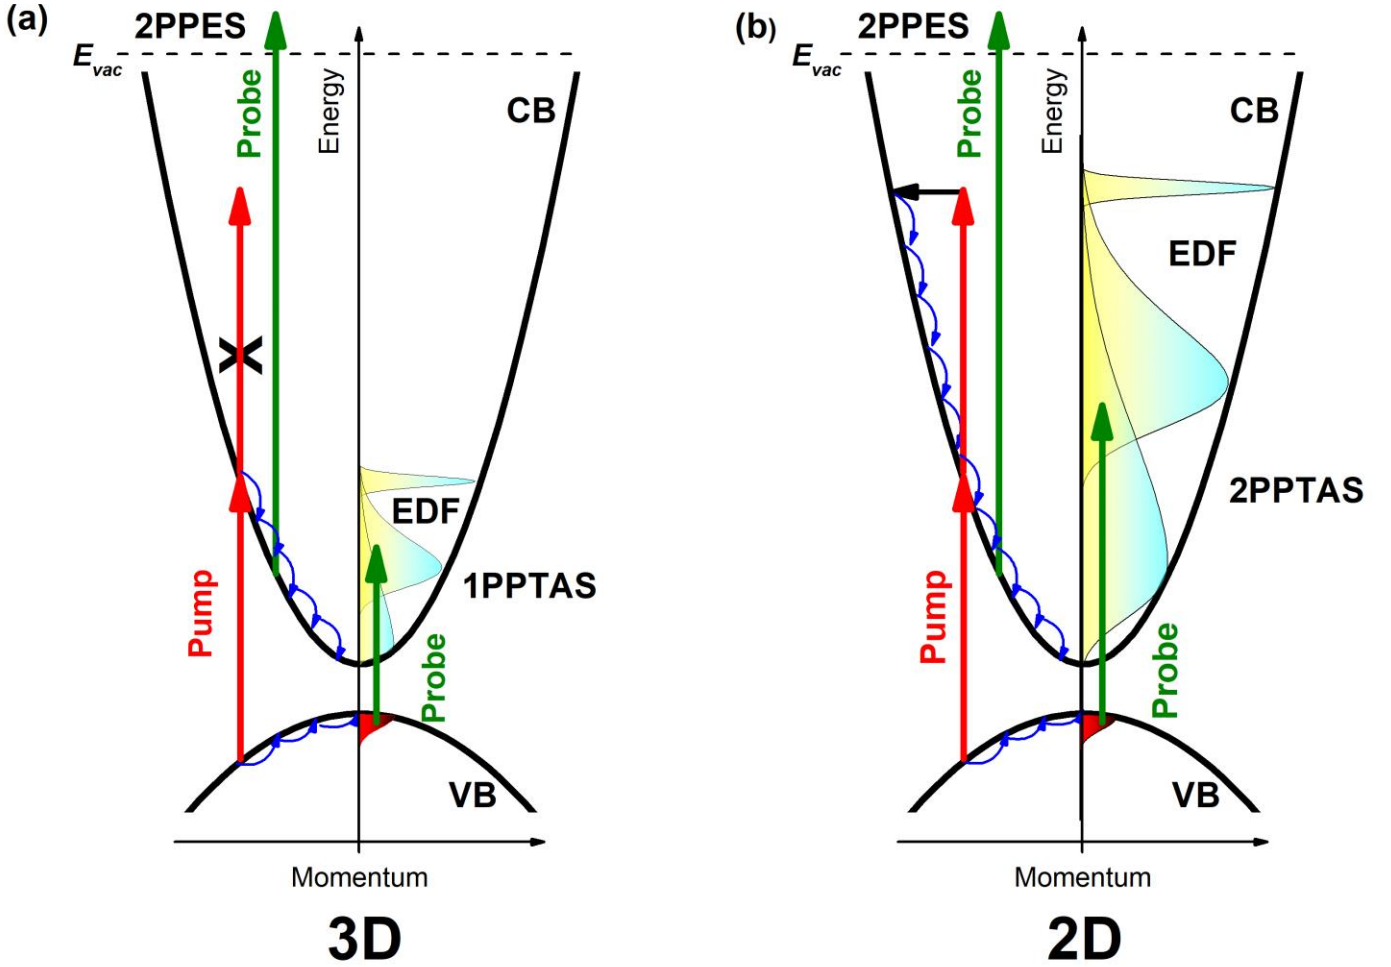 (a)
2PPES
E_vac
Probe
Energy
CB
X
EDF
1PPTAS
Pump
Probe
VB
Momentum
3D
(b)
2PPES
E_vac
Probe
Energy
CB
EDF
2PPTAS
Pump
Probe
VB
Momentum
2D